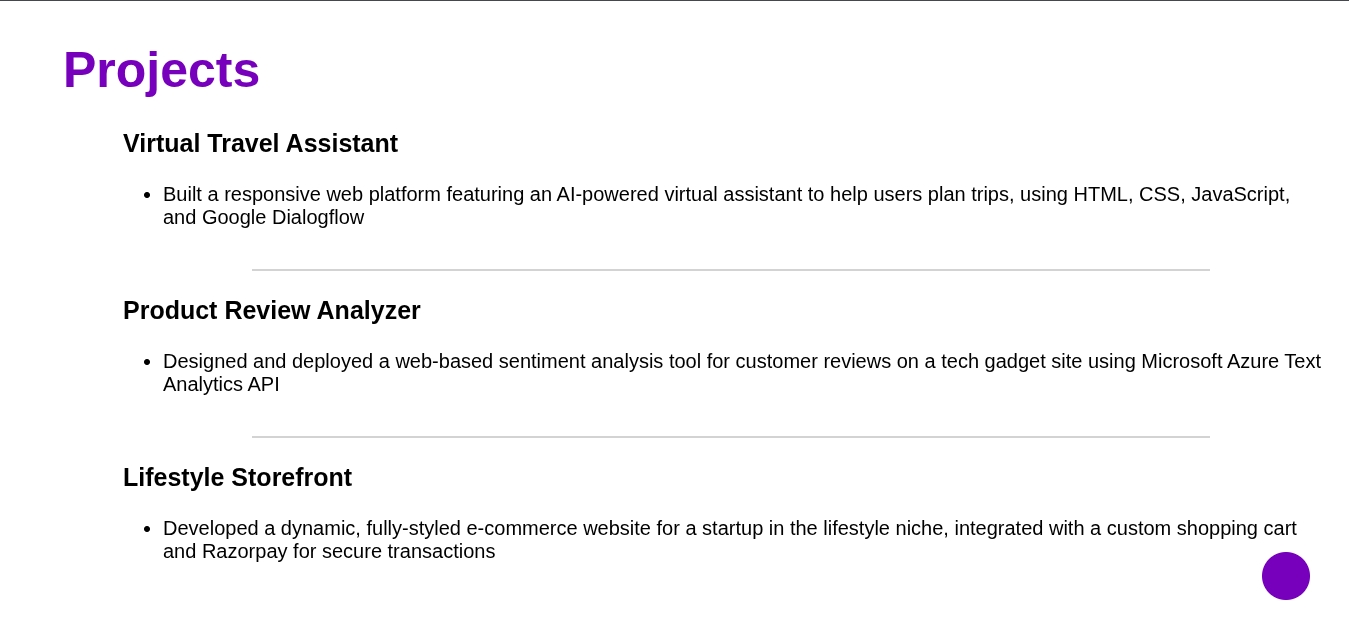 Projects
Virtual Travel Assistant
• Built a responsive web platform featuring an AI-powered virtual assistant to help users plan trips, using HTML, CSS, JavaScript,
and Google Dialogflow
Product Review Analyzer
• Designed and deployed a web-based sentiment analysis tool for customer reviews on a tech gadget site using Microsoft Azure Text
Analytics API
Lifestyle Storefront
• Developed a dynamic, fully-styled e-commerce website for a startup in the lifestyle niche, integrated with a custom shopping cart
and Razorpay for secure transactions